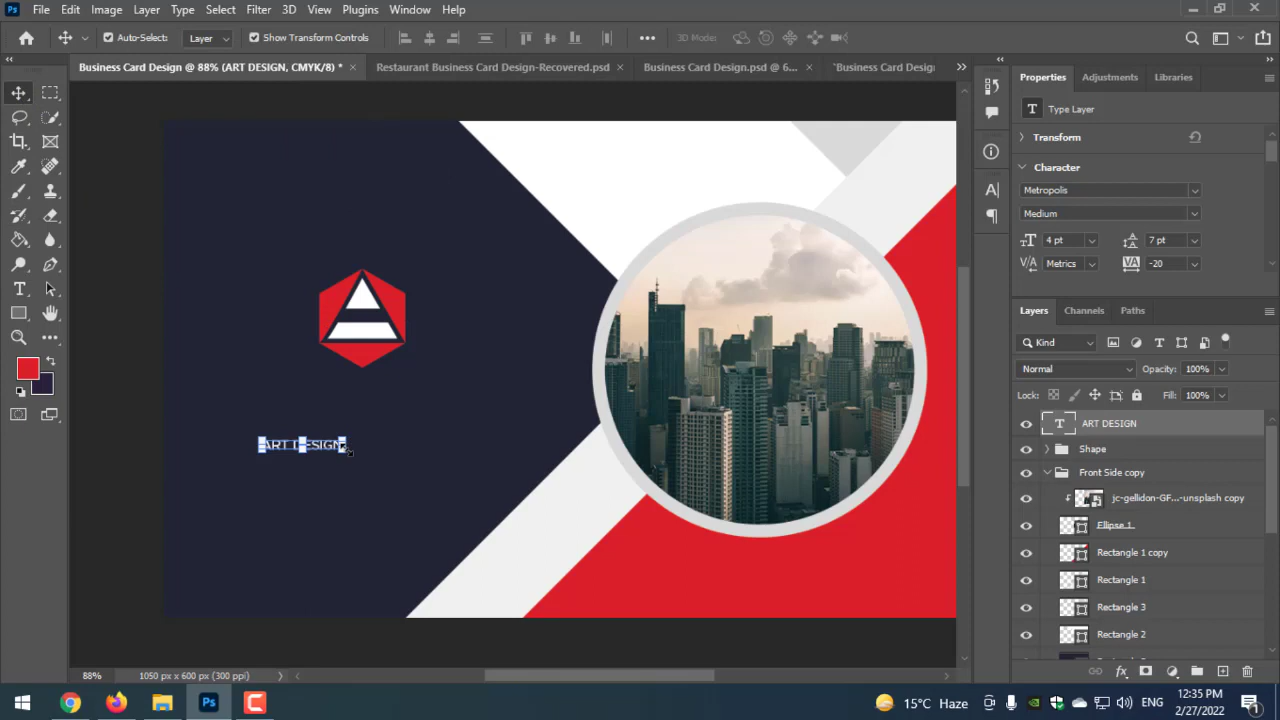 Ps File Edit Image Layer Type Select Filter 3D View Plugins Window Help
Auto-Select: Layer Show Transform Controls 3D Mode:
Business Card Design @ 88% (ART DESIGN, CMYK/8) * Restaurant Business Card Design-Recovered.psd Business Card Design.psd @ 6... Business Card Desig
Properties Adjustments Libraries
T Type Layer
Transform
Character
Metropolis
Medium
4 pt 7 pt
Metrics -20
ART DESIGN
Layers Channels Paths
Kind
Normal Opacity: 100%
Lock: Fill: 100%
T ART DESIGN
Shape
Front Side copy
jc-gellidon-GF...-unsplash copy
Ellipse 1
Rectangle 1 copy
Rectangle 1
Rectangle 3
Rectangle 2
88% 1050 px x 600 px (300 ppi)
Ps 15°C Haze ENG 12:35 PM
2/27/2022 1